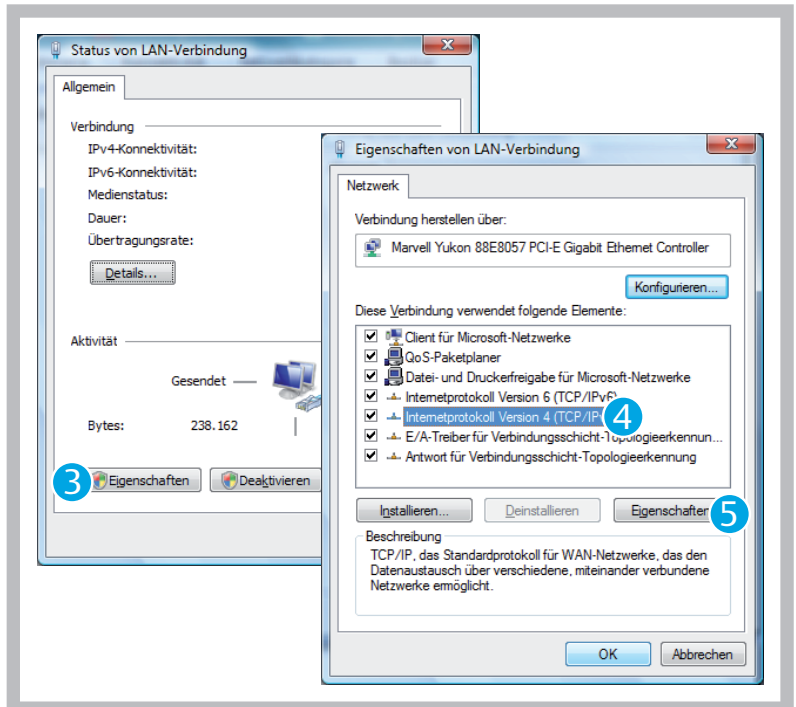 Status von LAN-Verbindung
Allgemein
Verbindung
IPv4-Konnektivität:
IPv6-Konnektivität:
Medienstatus:
Dauer:
Übertragungsrate:
Details...
Aktivität
Gesendet
Bytes: 238.162
3
Eigenschaften Deaktivieren
Eigenschaften von LAN-Verbindung
Netzwerk
Verbindung herstellen über:
Marvell Yukon 88E8057 PCI-E Gigabit Ethernet Controller
Konfigurieren...
Diese Verbindung verwendet folgende Elemente:
Client für Microsoft-Netzwerke
QoS-Paketplaner
Datei- und Druckerfreigabe für Microsoft-Netzwerke
Internetprotokoll Version 6 (TCP/IPv6)
Internetprotokoll Version 4 (TCP/IP
4
E/A-Treiber für Verbindungsschicht-Topologieerkennun...
Antwort für Verbindungsschicht-Topologieerkennung
Installieren... Deinstallieren Eigenschaften
5
Beschreibung
TCP/IP, das Standardprotokoll für WAN-Netzwerke, das den
Datenaustausch über verschiedene, miteinander verbundene
Netzwerke ermöglicht.
OK Abbrechen